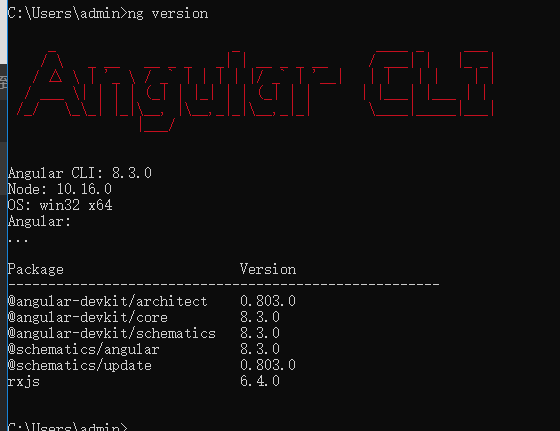 C:\Users\admin>ng version
Angular CLI
Angular CLI: 8.3.0
Node: 10.16.0
OS: win32 x64
Angular:
...
Package                            Version
------------------------------------------------------
@angular-devkit/architect    0.803.0
@angular-devkit/core         8.3.0
@angular-devkit/schematics   8.3.0
@schematics/angular          8.3.0
@schematics/update           0.803.0
rxjs                         6.4.0
C:\Users\admin>